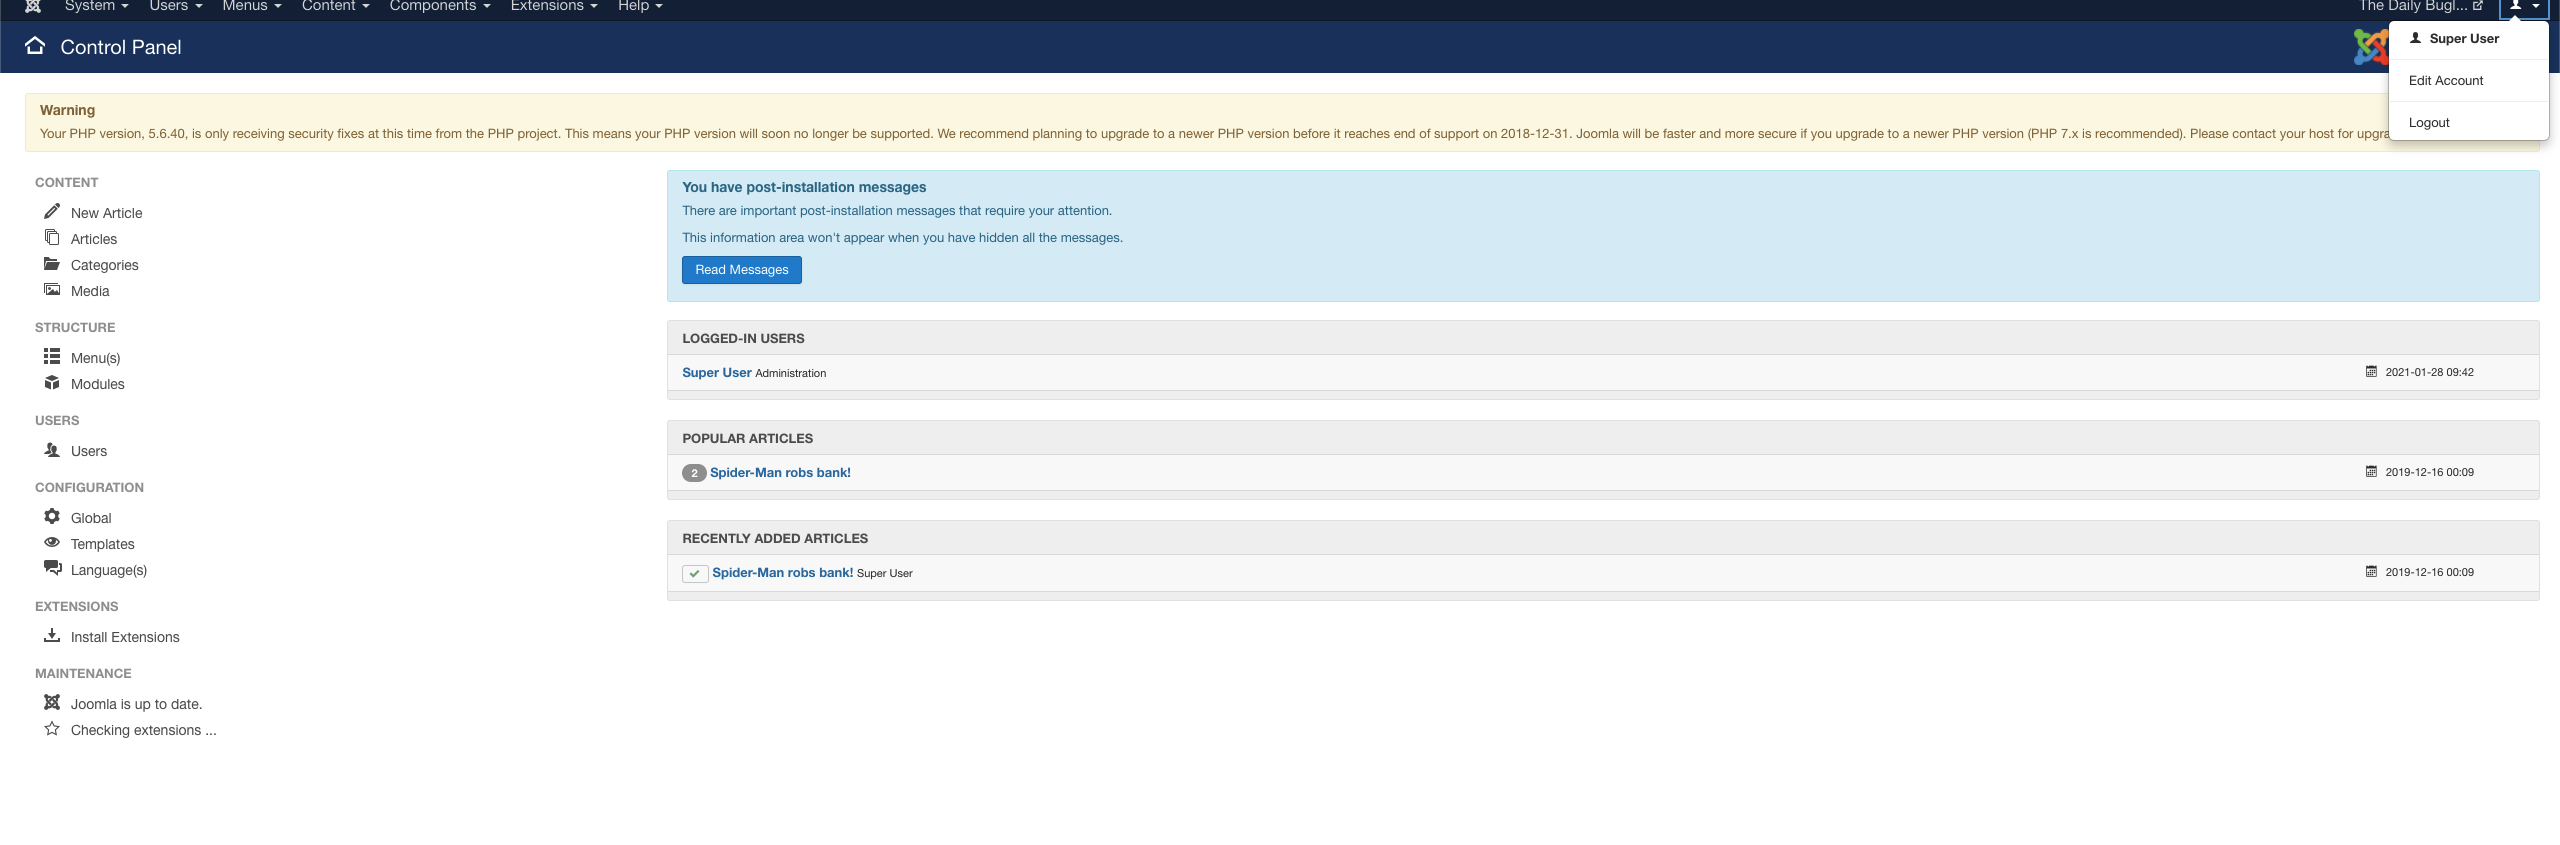 System Users Menus Content Components Extensions Help The Daily Bugl...
Control Panel
Super User
Edit Account
Logout
Warning
Your PHP version, 5.6.40, is only receiving security fixes at this time from the PHP project. This means your PHP version will soon no longer be supported. We recommend planning to upgrade to a newer PHP version before it reaches end of support on 2018-12-31. Joomla will be faster and more secure if you upgrade to a newer PHP version (PHP 7.x is recommended). Please contact your host for upgra
CONTENT
New Article
Articles
Categories
Media
STRUCTURE
Menu(s)
Modules
USERS
Users
CONFIGURATION
Global
Templates
Language(s)
EXTENSIONS
Install Extensions
MAINTENANCE
Joomla is up to date.
Checking extensions ...
You have post-installation messages
There are important post-installation messages that require your attention.
This information area won't appear when you have hidden all the messages.
Read Messages
LOGGED-IN USERS
Super User Administration 2021-01-28 09:42
POPULAR ARTICLES
2 Spider-Man robs bank! 2019-12-16 00:09
RECENTLY ADDED ARTICLES
Spider-Man robs bank! Super User 2019-12-16 00:09